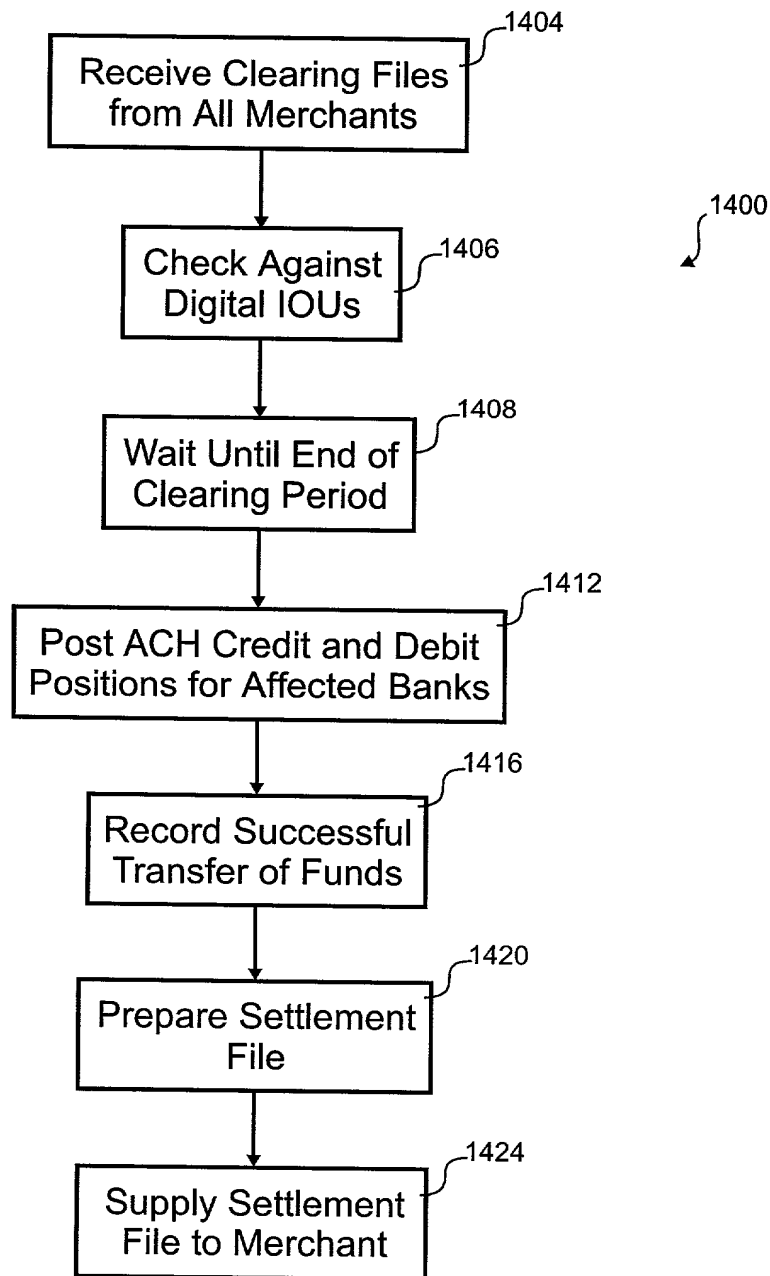 1404
Receive Clearing Files
from All Merchants
1400
1406
Check Against
Digital IOUs
1408
Wait Until End of
Clearing Period
1412
Post ACH Credit and Debit
Positions for Affected Banks
1416
Record Successful
Transfer of Funds
1420
Prepare Settlement
File
1424
Supply Settlement
File to Merchant